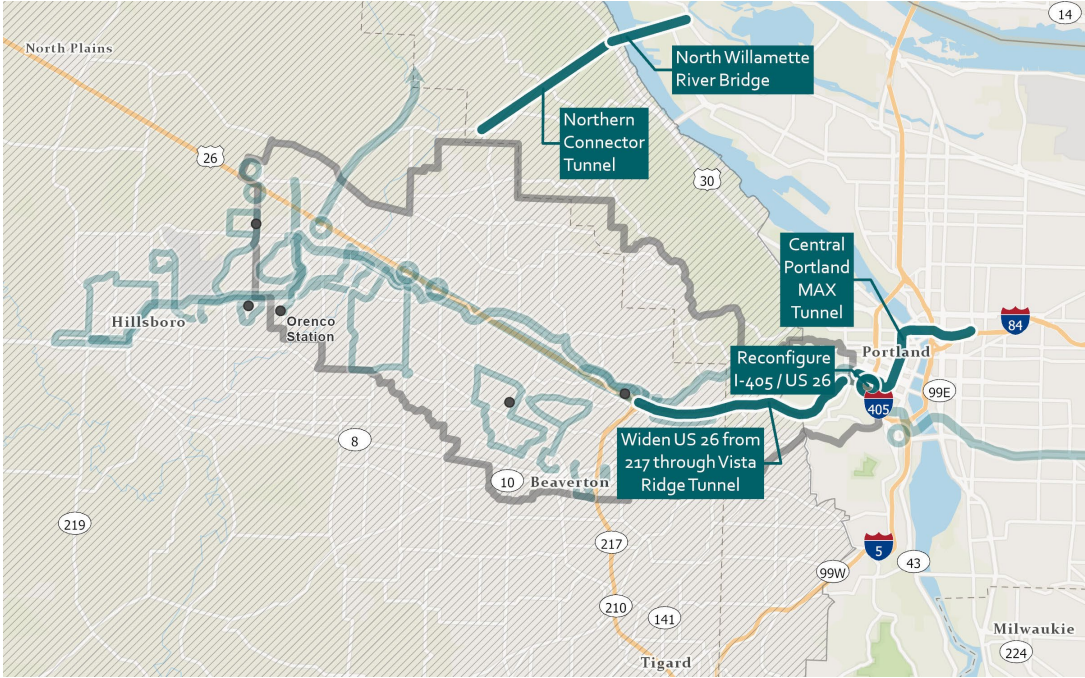 14
North Plains
North Willamette
River Bridge
Northern
Connector
Tunnel
26
30
Central
Portland
MAX
Tunnel
Hillsboro
Orenco
Station
84
Portland
Reconfigure
I-405 / US 26
99E
405
8
Widen US 26 from
217 through Vista
Ridge Tunnel
10
Beaverton
219
217
5
43
99W
210
141
Milwaukie
224
Tigard